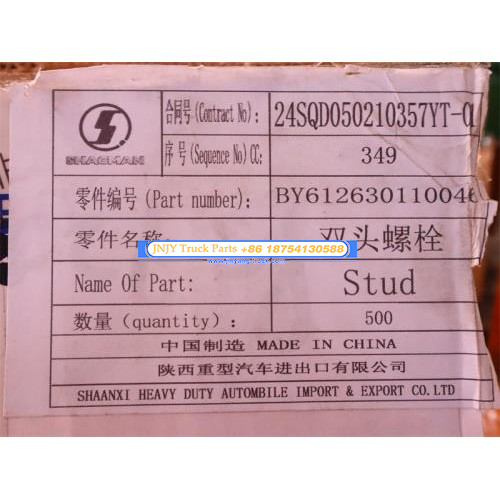 合同号(Contract No): 24SQD050210357YT-0
SHACMAN 序号(Sequence No)CC: 349
零件编号(Part number): BY612630110046
零件名称 双头螺栓
JNJY Truck Parts +86 18754130588
Name Of Part: Stud
数量(quantity): 500
中国制造 MADE IN CHINA
陕西重型汽车进出口有限公司
SHAANXI HEAVY DUTY AUTOMBILE IMPORT & EXPORT CO.LTD